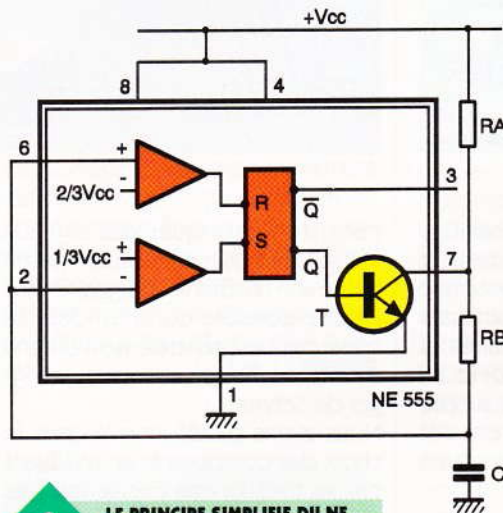 +Vcc
8
4
RA
6
+
-
2/3Vcc
R
Q̅
3
1/3Vcc
+
-
S
Q
7
2
T
RB
1
NE 555
C
LE PRINCIPE SIMPLIFIE DU NE